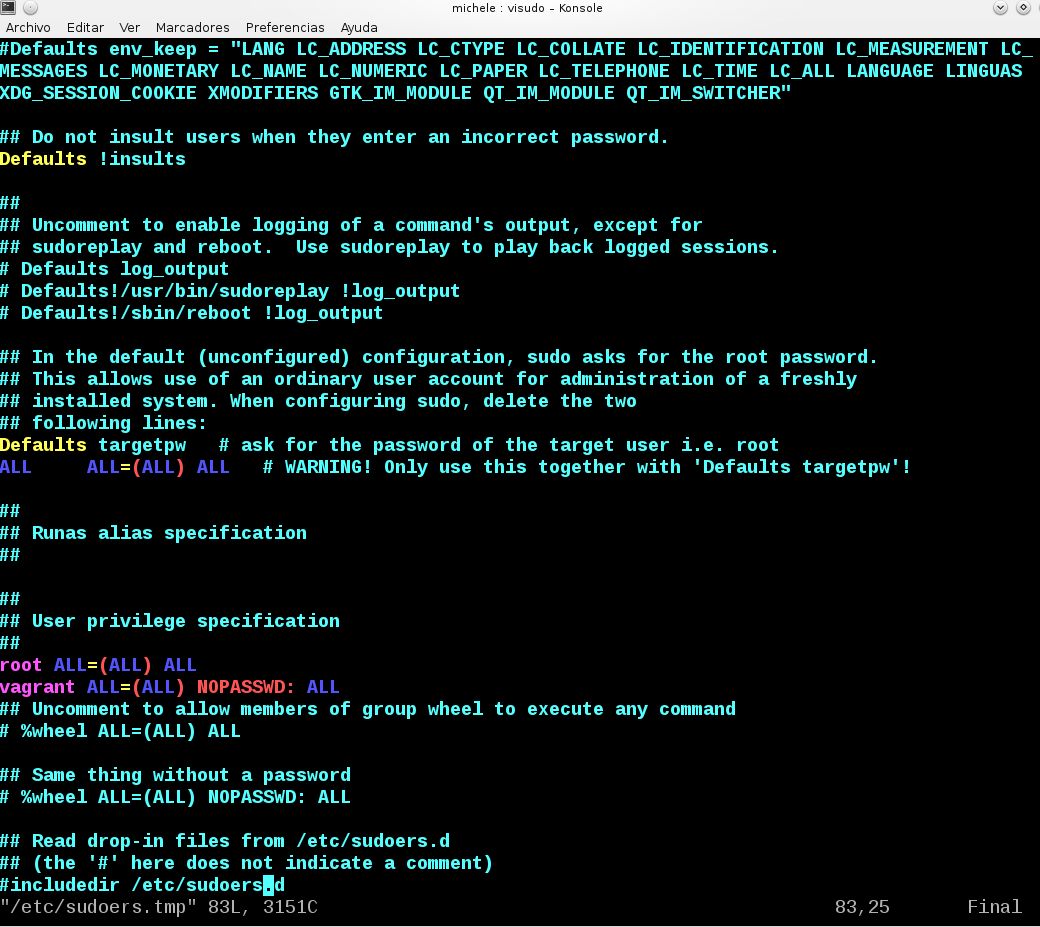 michele : visudo – Konsole
Archivo Editar Ver Marcadores Preferencias Ayuda
#Defaults env_keep = "LANG LC_ADDRESS LC_CTYPE LC_COLLATE LC_IDENTIFICATION LC_MEASUREMENT LC_
MESSAGES LC_MONETARY LC_NAME LC_NUMERIC LC_PAPER LC_TELEPHONE LC_TIME LC_ALL LANGUAGE LINGUAS
XDG_SESSION_COOKIE XMODIFIERS GTK_IM_MODULE QT_IM_MODULE QT_IM_SWITCHER"
## Do not insult users when they enter an incorrect password.
Defaults !insults
##
## Uncomment to enable logging of a command's output, except for
## sudoreplay and reboot.  Use sudoreplay to play back logged sessions.
# Defaults log_output
# Defaults!/usr/bin/sudoreplay !log_output
# Defaults!/sbin/reboot !log_output
## In the default (unconfigured) configuration, sudo asks for the root password.
## This allows use of an ordinary user account for administration of a freshly
## installed system. When configuring sudo, delete the two
## following lines:
Defaults targetpw   # ask for the password of the target user i.e. root
ALL     ALL=(ALL) ALL   # WARNING! Only use this together with 'Defaults targetpw'!
##
## Runas alias specification
##
##
## User privilege specification
##
root ALL=(ALL) ALL
vagrant ALL=(ALL) NOPASSWD: ALL
## Uncomment to allow members of group wheel to execute any command
# %wheel ALL=(ALL) ALL
## Same thing without a password
# %wheel ALL=(ALL) NOPASSWD: ALL
## Read drop-in files from /etc/sudoers.d
## (the '#' here does not indicate a comment)
#includedir /etc/sudoers.d
"/etc/sudoers.tmp" 83L, 3151C 83,25 Final